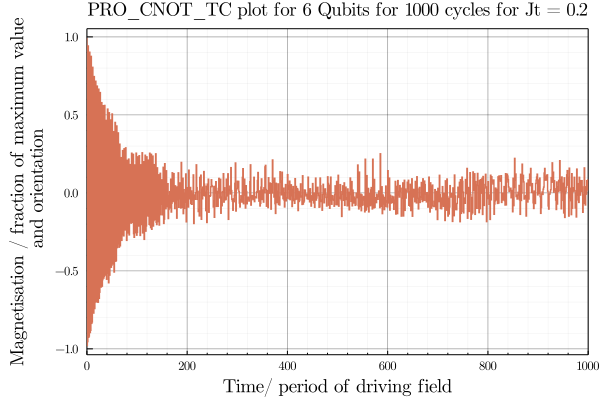 PRO_CNOT_TC plot for 6 Qubits for 1000 cycles for Jt = 0.2
Magnetisation / fraction of maximum value
and orientation
1.0
0.5
0.0
−0.5
−1.0
0 200 400 600 800 1000
Time/ period of driving field